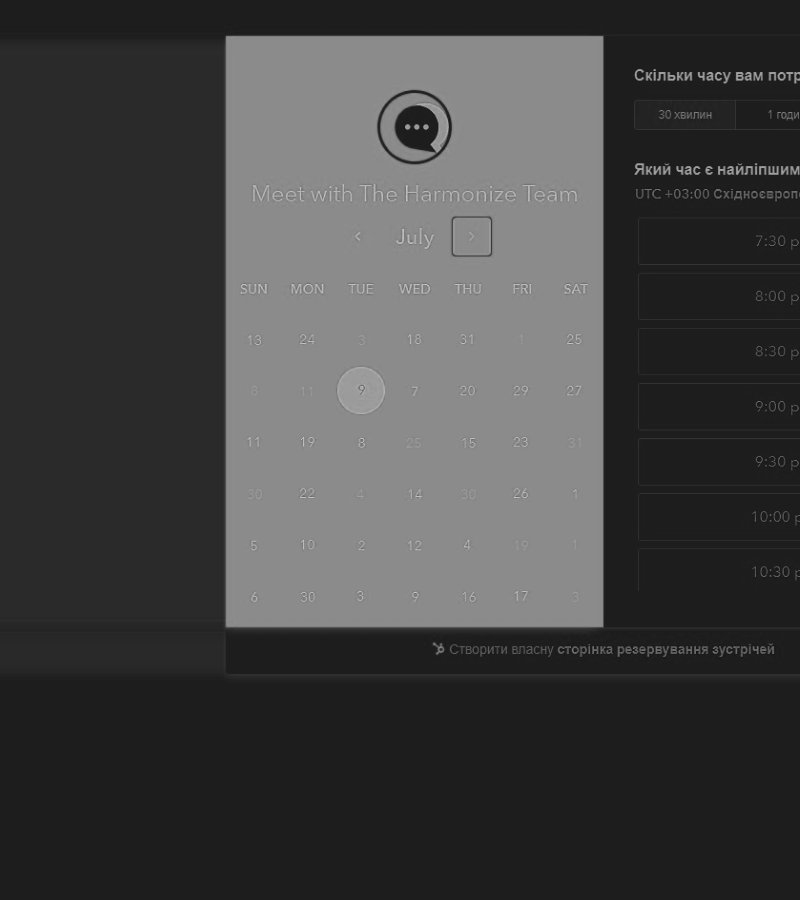 Meet with The Harmonize Team
July
SUN MON TUE WED THU FRI SAT
13 24 3 18 31 1 25
8 11 9 7 20 29 27
11 19 8 25 15 23 31
30 22 4 14 30 26 1
5 10 2 12 4 19 1
6 30 3 9 16 17 3
Скільки часу вам
30 хвилин 1
Який час є найліпшим
UTC +03:00
7:30
8:00
8:30
9:00
9:30
10:00
10:30
Створити власну сторінка резервування зустрічей